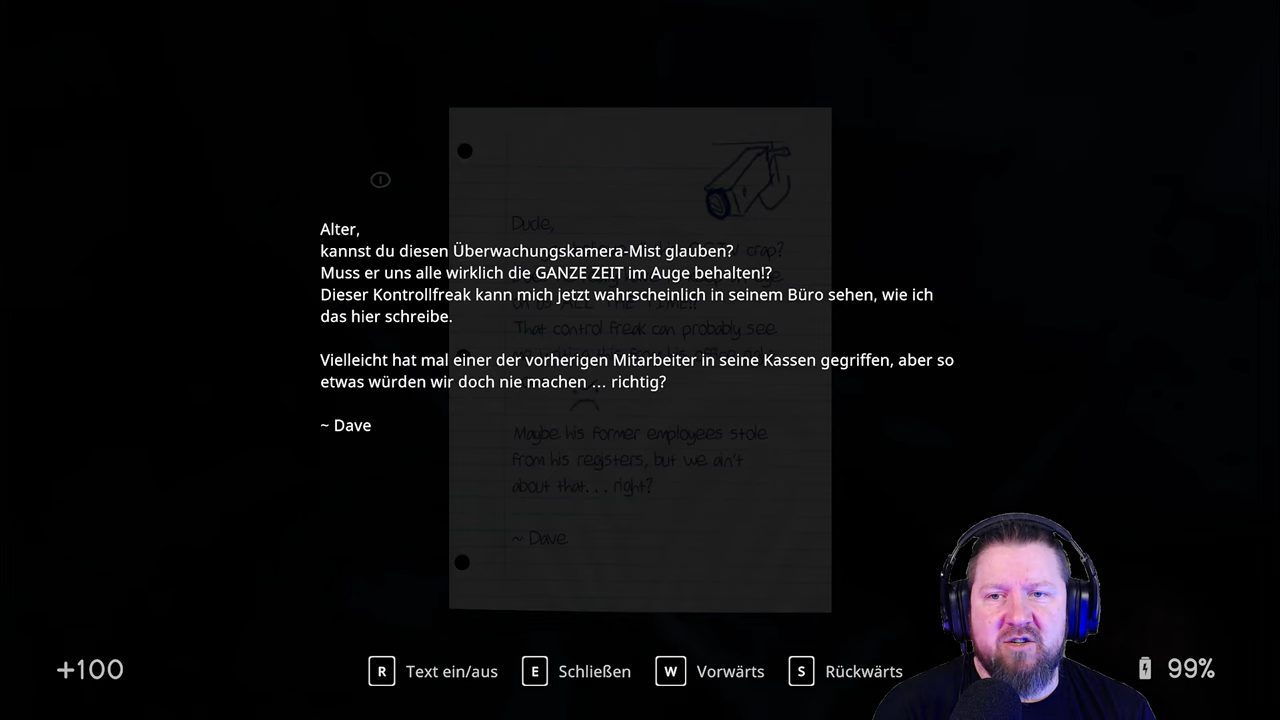 Alter,
kannst du diesen Überwachungskamera-Mist glauben?
Muss er uns alle wirklich die GANZE ZEIT im Auge behalten!?
Dieser Kontrollfreak kann mich jetzt wahrscheinlich in seinem Büro sehen, wie ich
das hier schreibe.
Vielleicht hat mal einer der vorherigen Mitarbeiter in seine Kassen gegriffen, aber so
etwas würden wir doch nie machen ... richtig?
~ Dave
Dude,
crap?
That control freak can probably see
Maybe his former employees stole
from his registers, but we ain't
about that... right?
~ Dave
+100
R Text ein/aus E Schließen W Vorwärts S Rückwärts
99%